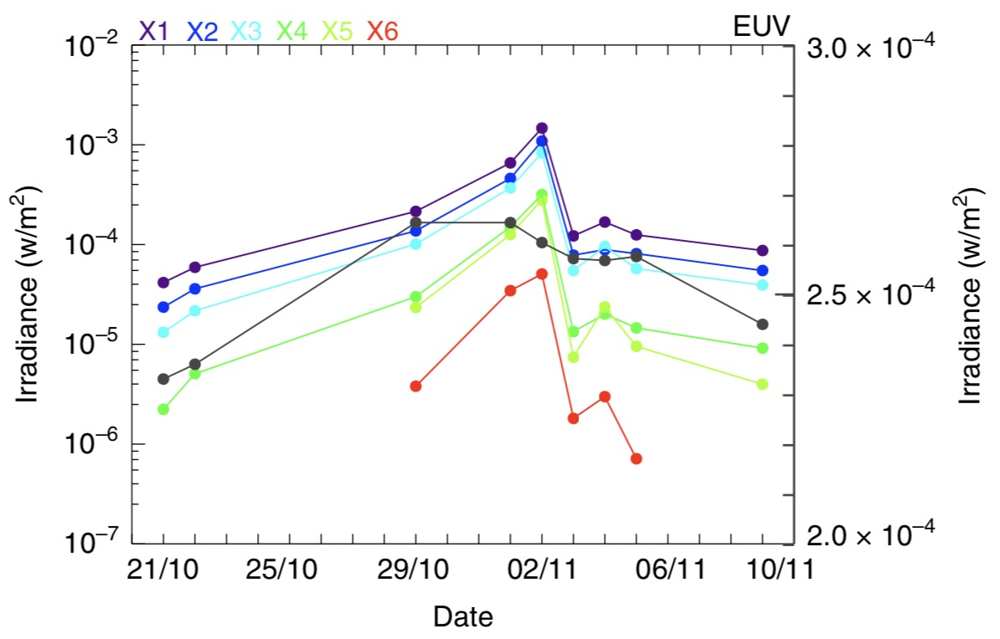 X1 X2 X3 X4 X5 X6 EUV
10⁻² 3.0 × 10⁻⁴
10⁻³
10⁻⁴
2.5 × 10⁻⁴
10⁻⁵
10⁻⁶
10⁻⁷ 2.0 × 10⁻⁴
Irradiance (w/m²)
Irradiance (w/m²)
21/10 25/10 29/10 02/11 06/11 10/11
Date